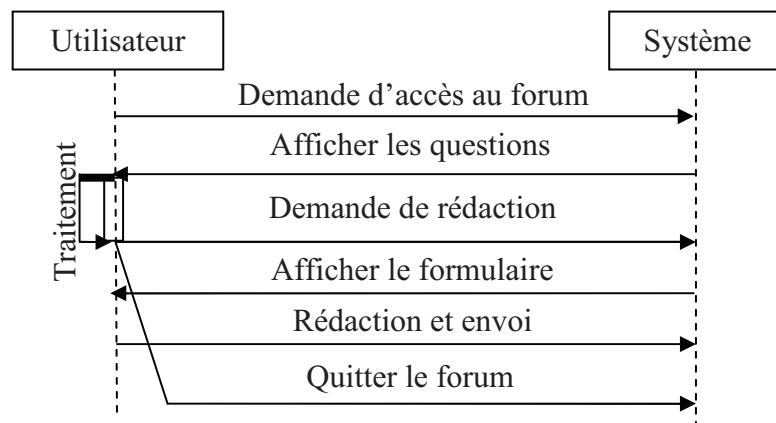 Utilisateur
Système
Demande d’accès au forum
Afficher les questions
Traitement
Demande de rédaction
Afficher le formulaire
Rédaction et envoi
Quitter le forum